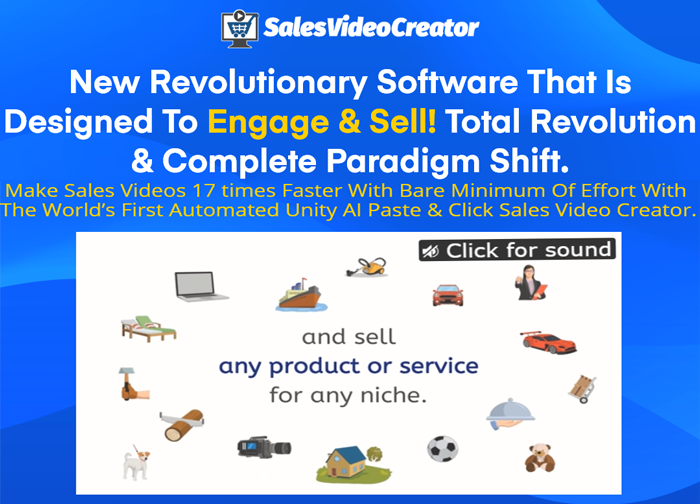 SalesVideoCreator
New Revolutionary Software That Is
Designed To Engage & Sell! Total Revolution
& Complete Paradigm Shift.
Make Sales Videos 17 times Faster With Bare Minimum Of Effort With
The World's First Automated Unity AI Paste & Click Sales Video Creator.
Click for sound
and sell
any product or service
for any niche.